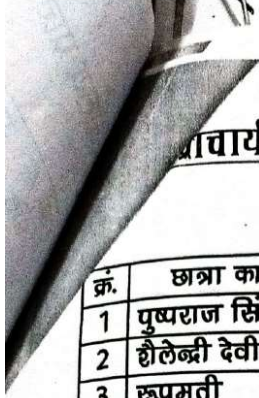 क्रं. छात्रा का
1 पुष्पराज सिं
2 शैलेन्द्री देवी
3 रूपमती